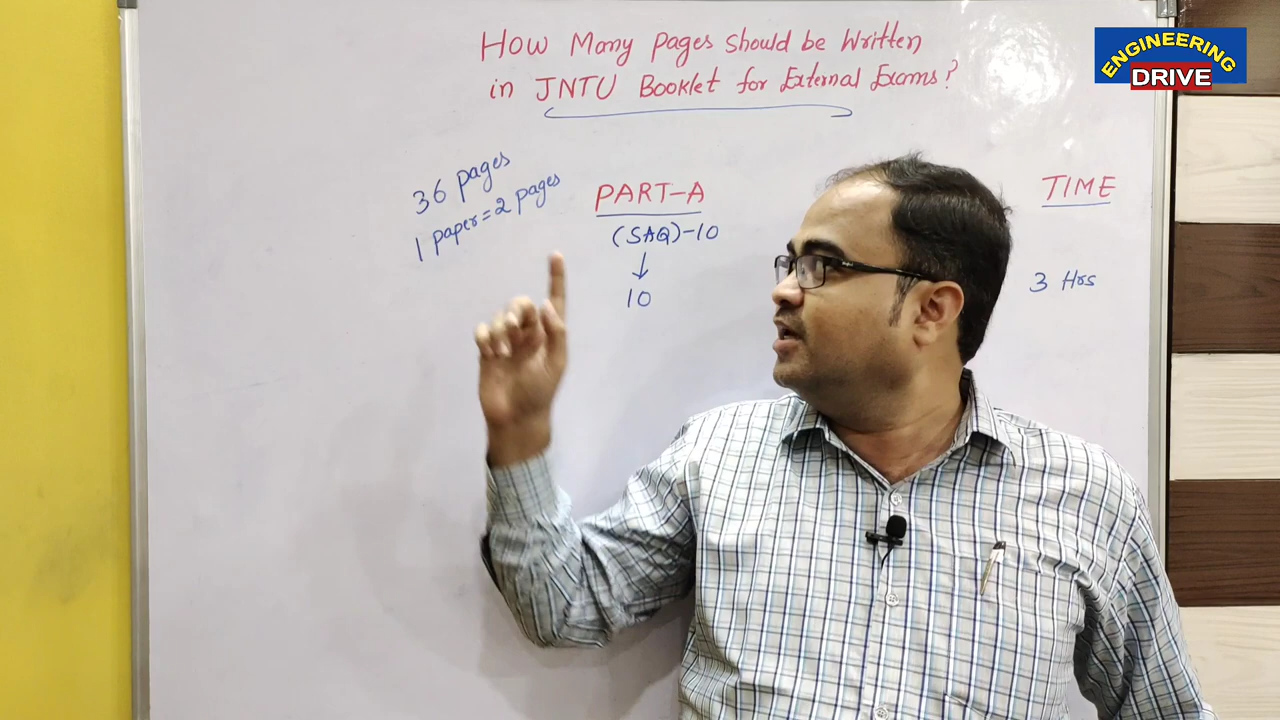 How Many pages should be Written
in JNTU Booklet for External Exams?
ENGINEERING
DRIVE
36 pages
1 paper = 2 pages
PART-A
(SAQ)-10
↓
10
TIME
3 Hrs